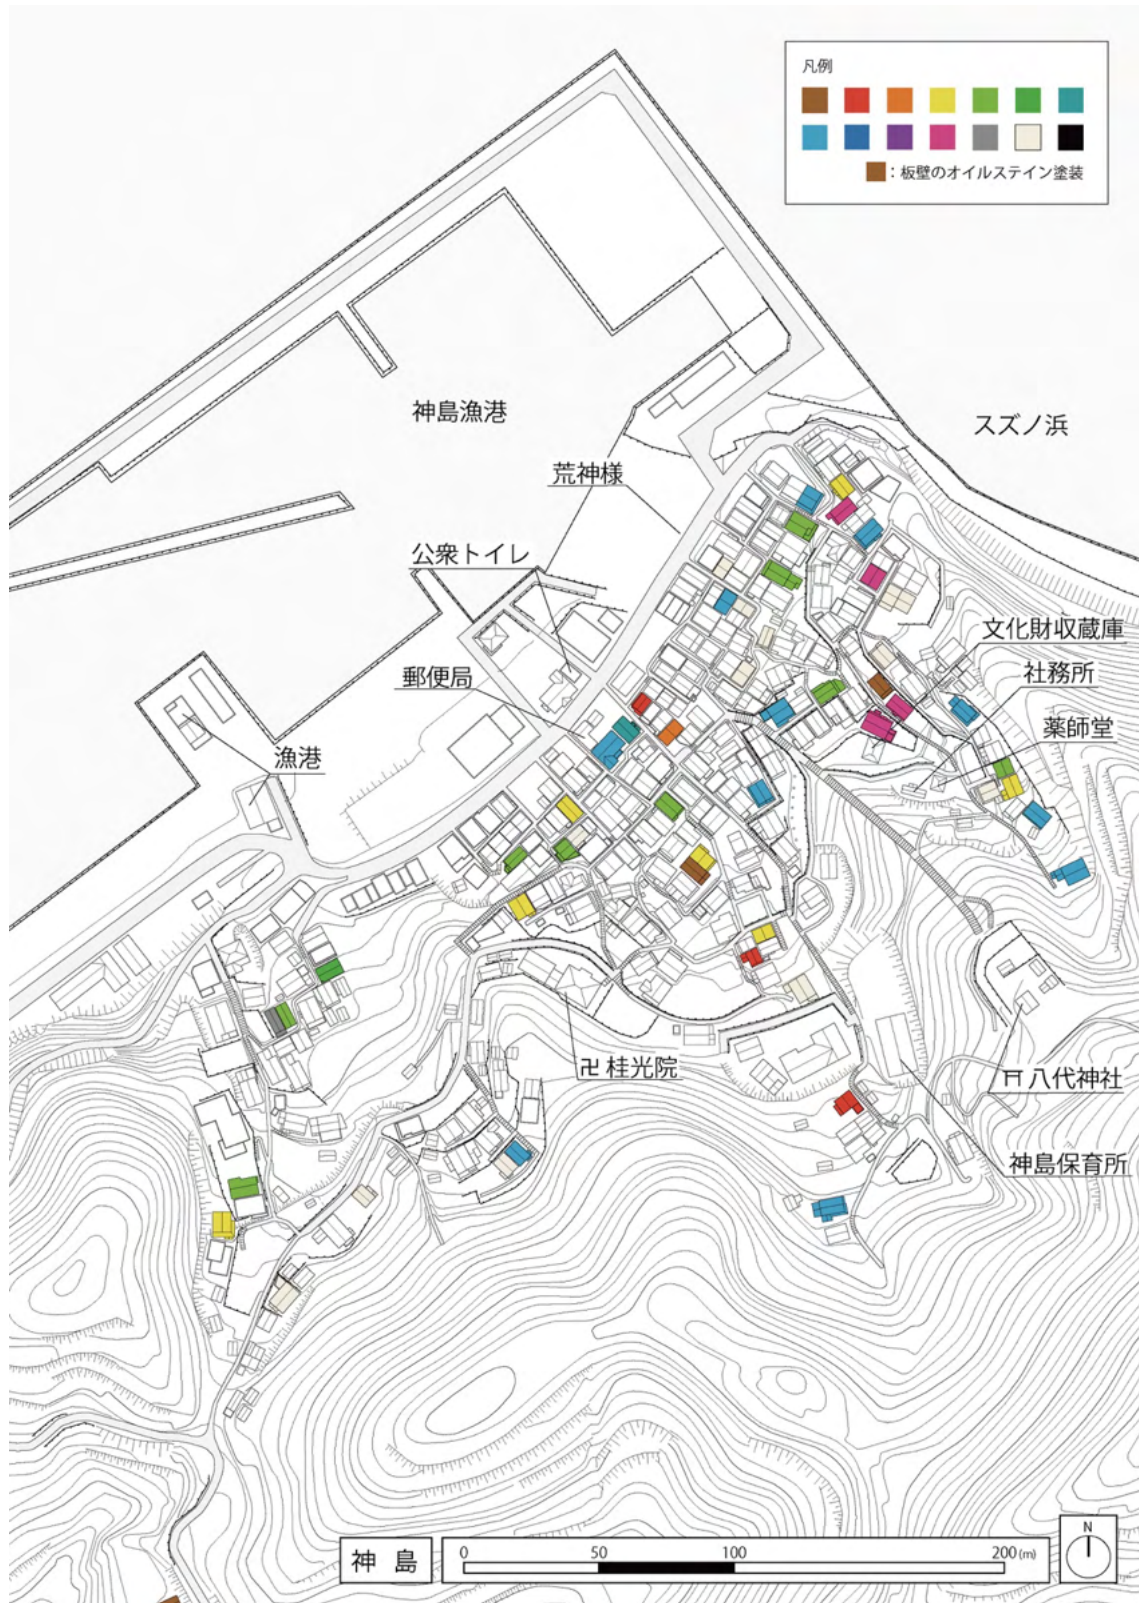 凡例
：板壁のオイルステイン塗装
神島漁港
スズノ浜
荒神様
公衆トイレ
文化財収蔵庫
郵便局
社務所
薬師堂
漁港
卍 桂光院
⛩ 八代神社
神島保育所
神 島
0 50 100 200 (m)
N